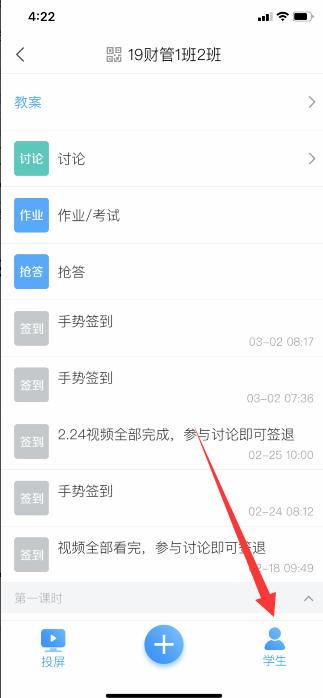 4:22
19财管1班2班
教案
讨论 讨论
作业 作业/考试
抢答 抢答
签到 手势签到
03-02 08:17
签到 手势签到
03-02 07:36
签到 2.24视频全部完成，参与讨论即可签退
02-25 10:00
签到 手势签到
02-24 08:12
签到 视频全部看完，参与讨论即可签退
02-18 09:49
第一课时
投屏
学生